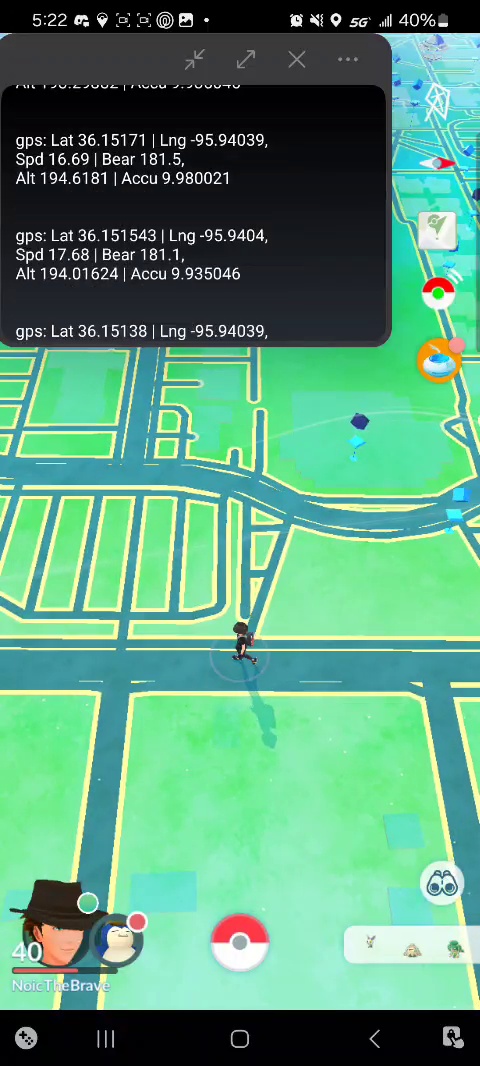 5:22
5G
40%
gps: Lat 36.15171 | Lng -95.94039,
Spd 16.69 | Bear 181.5,
Alt 194.6181 | Accu 9.980021
gps: Lat 36.151543 | Lng -95.9404,
Spd 17.68 | Bear 181.1,
Alt 194.01624 | Accu 9.935046
gps: Lat 36.15138 | Lng -95.94039,
40
NoicTheBrave